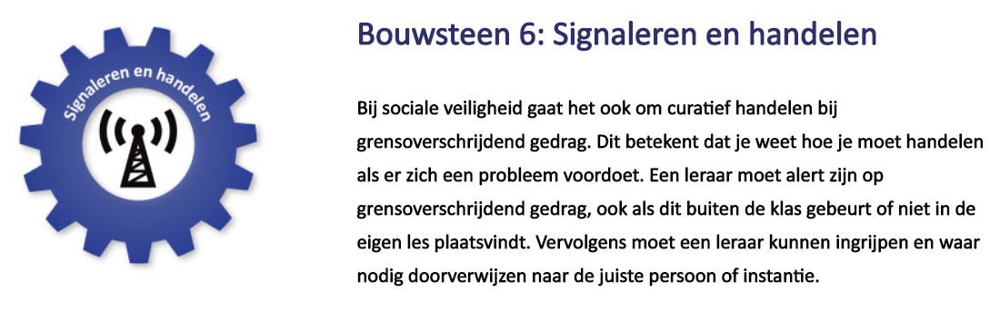 Signaleren en handelen
Bouwsteen 6: Signaleren en handelen
Bij sociale veiligheid gaat het ook om curatief handelen bij
grensoverschrijdend gedrag. Dit betekent dat je weet hoe je moet handelen
als er zich een probleem voordoet. Een leraar moet alert zijn op
grensoverschrijdend gedrag, ook als dit buiten de klas gebeurt of niet in de
eigen les plaatsvindt. Vervolgens moet een leraar kunnen ingrijpen en waar
nodig doorverwijzen naar de juiste persoon of instantie.